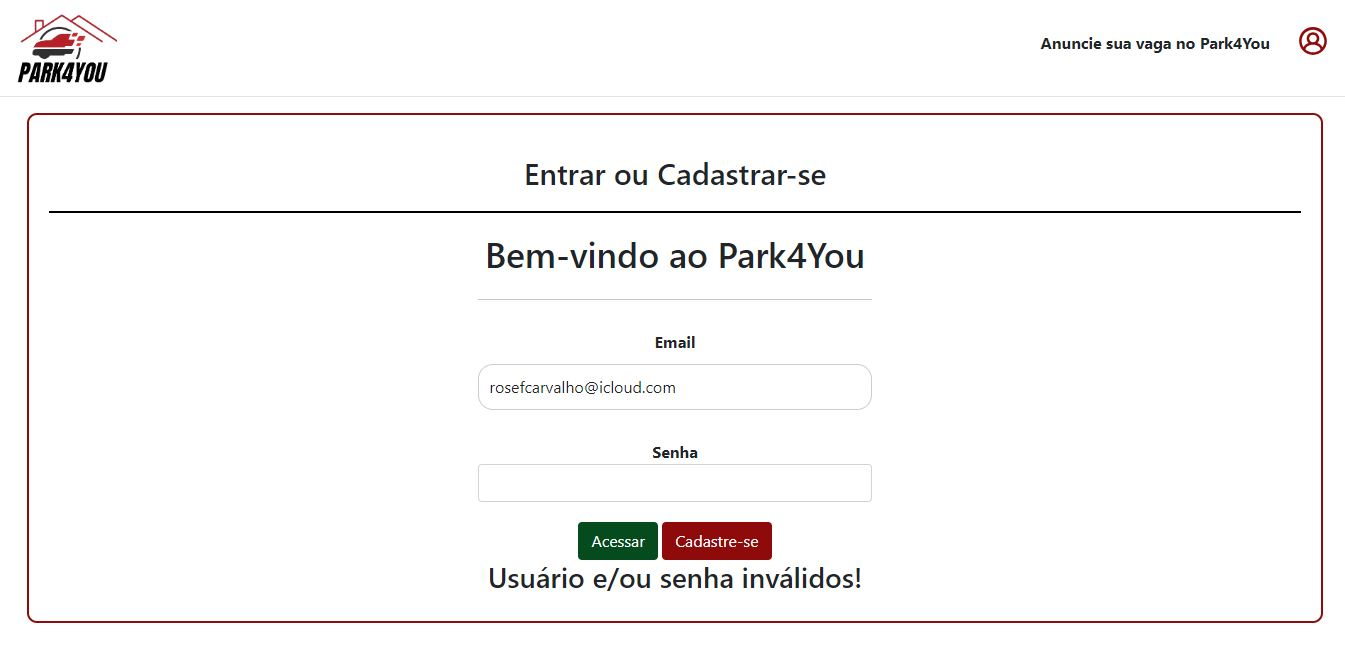 PARK4YOU
Anuncie sua vaga no Park4You
Entrar ou Cadastrar-se
Bem-vindo ao Park4You
Email
rosefcarvalho@icloud.com
Senha
Acessar Cadastre-se
Usuário e/ou senha inválidos!